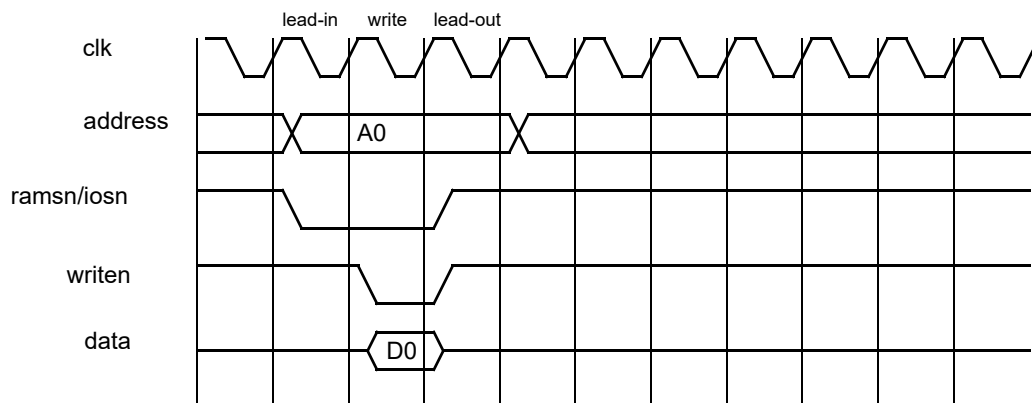 lead-in write lead-out
clk
address
A0
ramsn/iosn
writen
data
D0